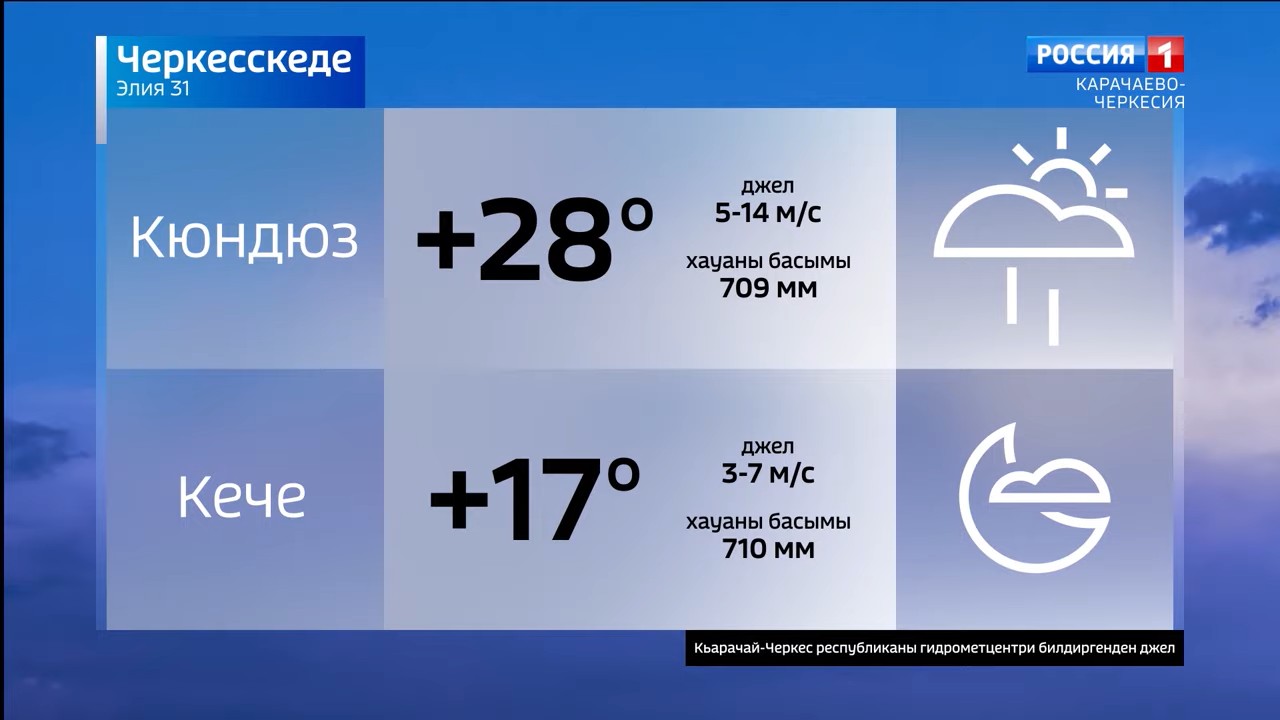 Черкесскеде
Элия 31
РОССИЯ 1
КАРАЧАЕВО-
ЧЕРКЕСИЯ
Кюндюз
+28°
джел
5-14 м/с
хауаны басымы
709 мм
Кече
+17°
джел
3-7 м/с
хауаны басымы
710 мм
Кьарачай-Черкес республиканы гидрометцентри билдиргенден джел